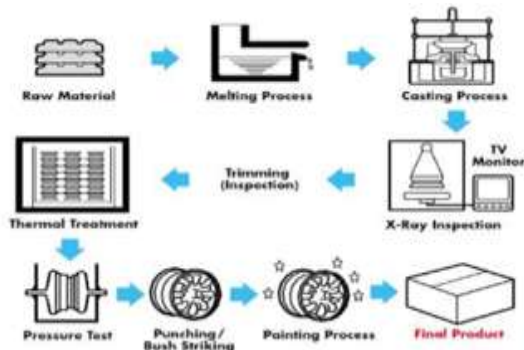 Raw Material
Melting Process
Casting Process
TV
Monitor
X-Ray Inspection
Trimming
(Inspection)
Thermal Treatment
Pressure Test
Punching/
Bush Striking
Painting Process
Final Product